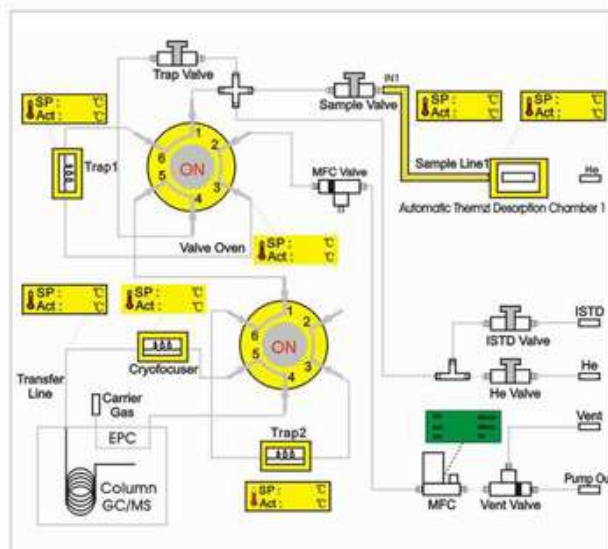 Trap Valve
Sample Valve
IN1
SP : ℃
Act : ℃
SP : ℃
Act : ℃
SP : ℃
Act : ℃
Trap1
1
2
3
4
5
6
ON
MFC Valve
Sample Line1
He
Automatic Thermzl Desorption Chamber 1
Valve Oven
SP : ℃
Act : ℃
SP : ℃
Act : ℃
SP : ℃
Act : ℃
1
2
3
4
5
6
ON
Cryofocuser
Transfer
Line
Carrier
Gas
EPC
Column
GC/MS
Trap2
SP : ℃
Act : ℃
ISTD
ISTD Valve
He
He Valve
Vent
MFC
Vent Valve
Pump Ou